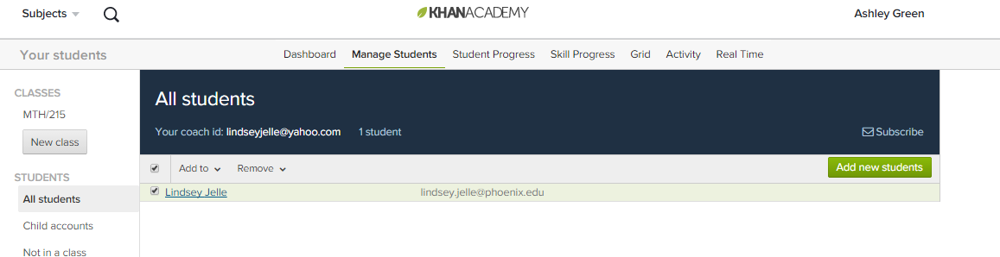 Subjects
KHANACADEMY
Ashley Green
Your students
Dashboard Manage Students Student Progress Skill Progress Grid Activity Real Time
CLASSES
MTH/215
New class
STUDENTS
All students
Child accounts
Not in a class
All students
Your coach id: lindseyjelle@yahoo.com 1 student
Subscribe
Add to Remove
Add new students
Lindsey Jelle lindsey.jelle@phoenix.edu